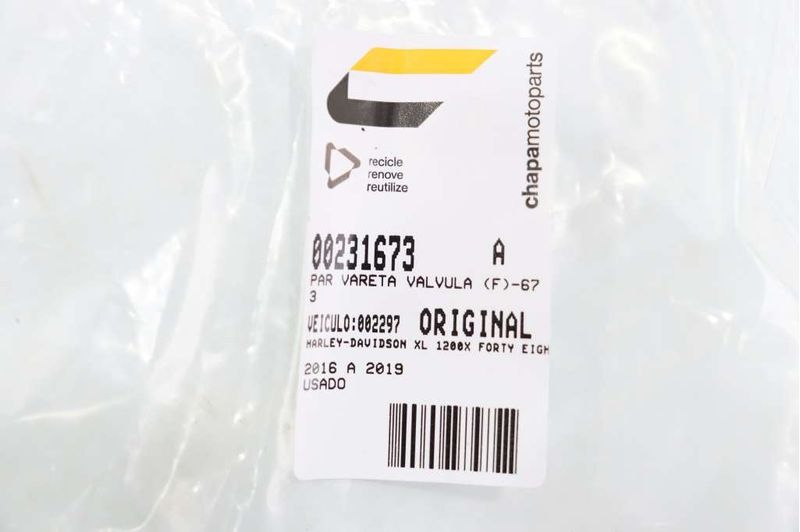 chapamotoparts
recicle
renove
reutilize
00231673 A
PAR VARETA VALVULA (F)-67
3
VEICULO:002297 ORIGINAL
HARLEY-DAVIDSON XL 1200X FORTY EIGH
2016 A 2019
USADO